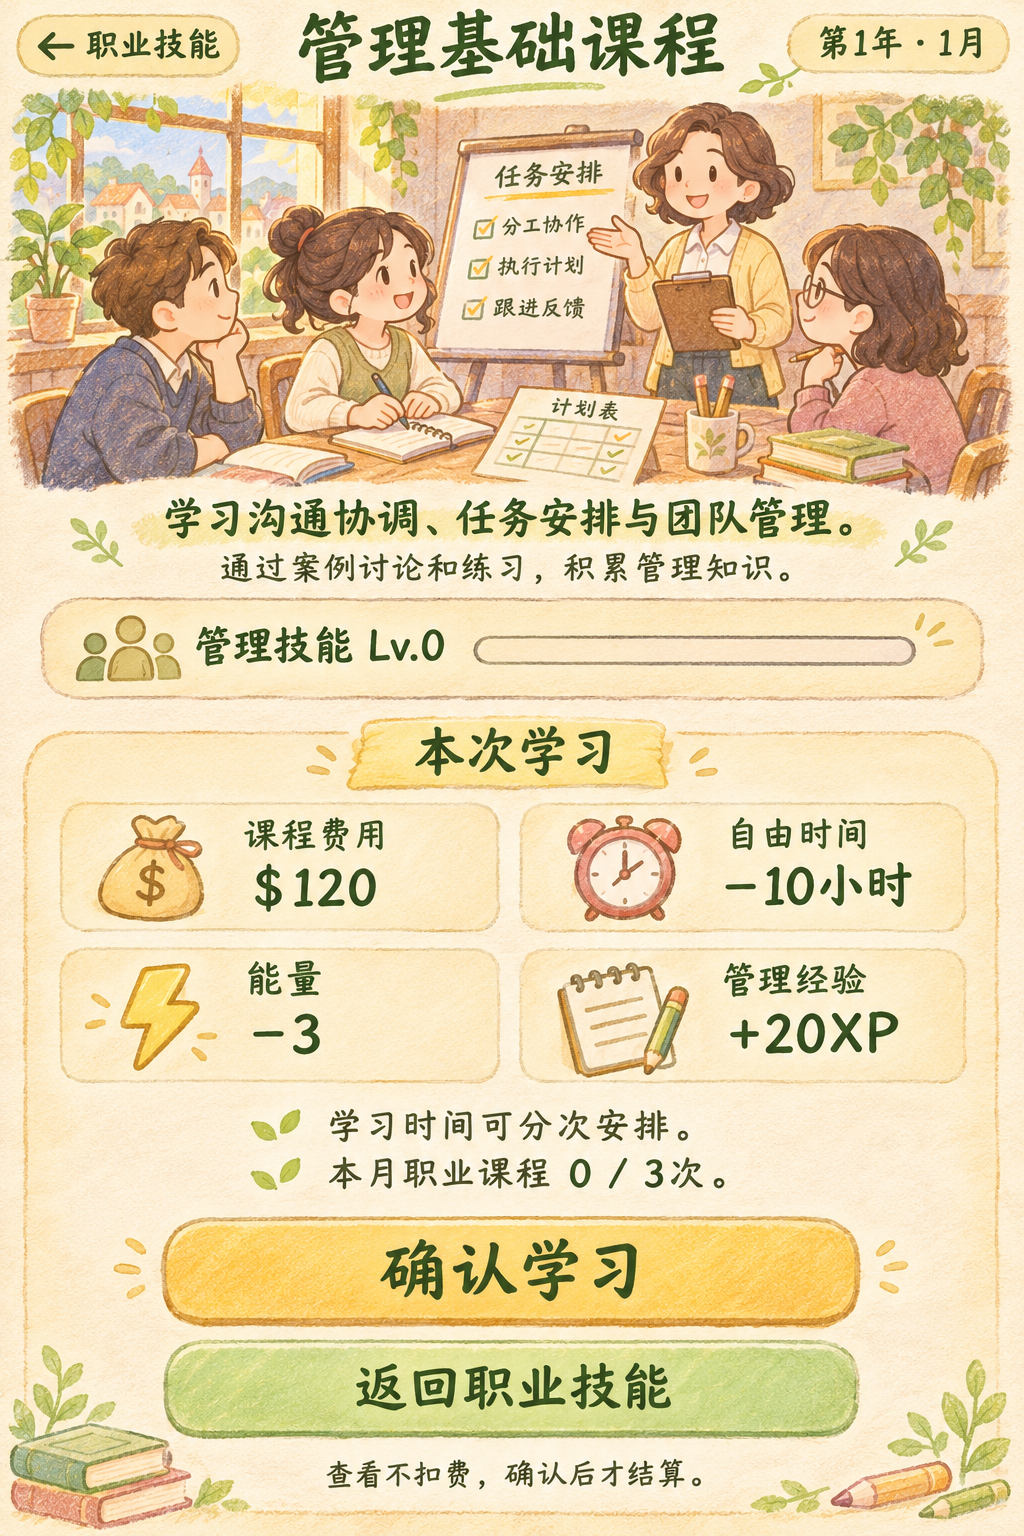 ← 职业技能
管理基础课程
第1年·1月
任务安排
分工协作
执行计划
跟进反馈
计划表
学习沟通协调、任务安排与团队管理。
通过案例讨论和练习，积累管理知识。
管理技能 Lv.0
本次学习
课程费用
$120
自由时间
-10小时
能量
-3
管理经验
+20XP
学习时间可分次安排。
本月职业课程 0 / 3次。
确认学习
返回职业技能
查看不扣费，确认后才结算。